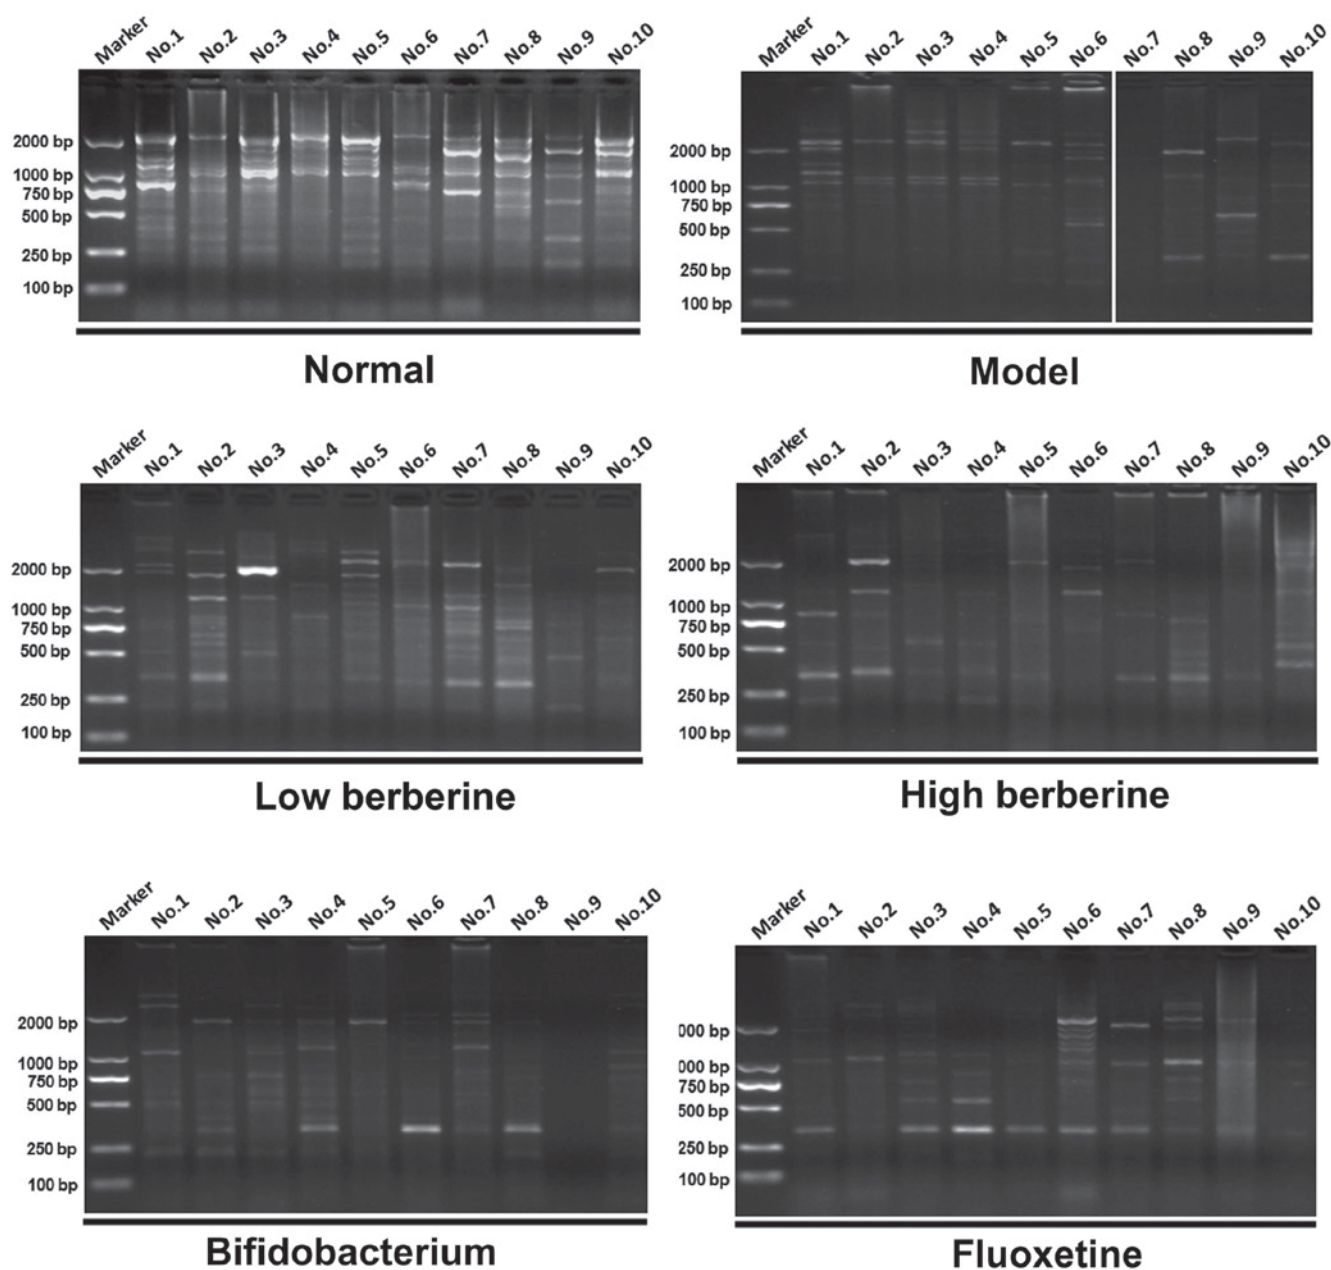 Marker No.1 No.2 No.3 No.4 No.5 No.6 No.7 No.8 No.9 No.10
2000 bp
1000 bp
750 bp
500 bp
250 bp
100 bp
Normal
Marker No.1 No.2 No.3 No.4 No.5 No.6 No.7 No.8 No.9 No.10
2000 bp
1000 bp
750 bp
500 bp
250 bp
100 bp
Model
Marker No.1 No.2 No.3 No.4 No.5 No.6 No.7 No.8 No.9 No.10
2000 bp
1000 bp
750 bp
500 bp
250 bp
100 bp
Low berberine
Marker No.1 No.2 No.3 No.4 No.5 No.6 No.7 No.8 No.9 No.10
2000 bp
1000 bp
750 bp
500 bp
250 bp
100 bp
High berberine
Marker No.1 No.2 No.3 No.4 No.5 No.6 No.7 No.8 No.9 No.10
2000 bp
1000 bp
750 bp
500 bp
250 bp
100 bp
Bifidobacterium
Marker No.1 No.2 No.3 No.4 No.5 No.6 No.7 No.8 No.9 No.10
000 bp
000 bp
750 bp
500 bp
250 bp
100 bp
Fluoxetine